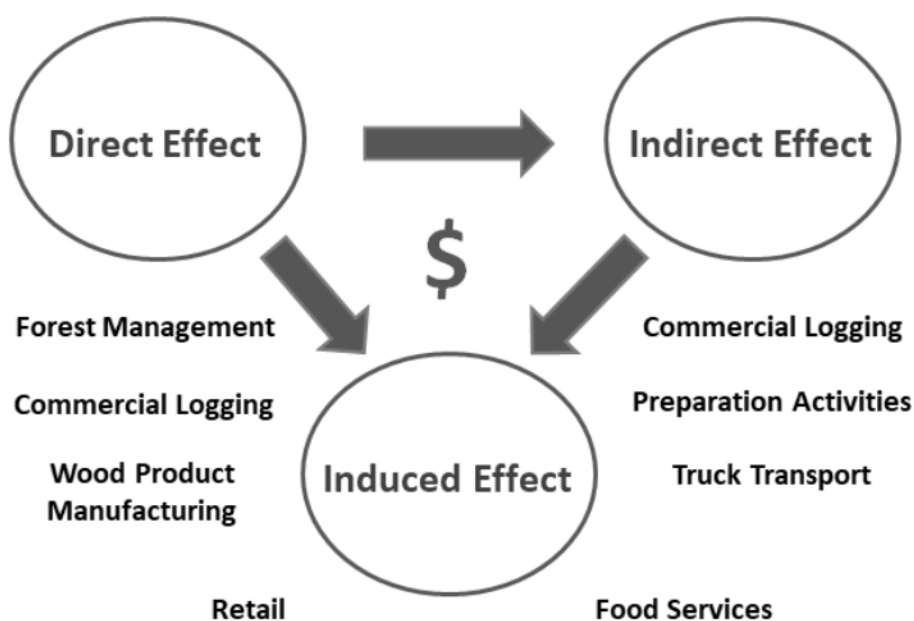 Direct Effect
Indirect Effect
$
Forest Management
Commercial Logging
Commercial Logging
Preparation Activities
Wood Product
Manufacturing
Truck Transport
Induced Effect
Retail
Food Services